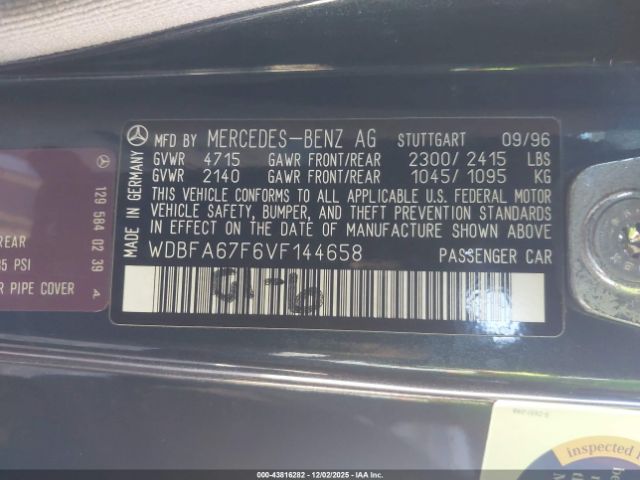 MFD BY MERCEDES-BENZ AG STUTTGART 09/96
GVWR 4715 GAWR FRONT/REAR 2300/ 2415 LBS
GVWR 2140 GAWR FRONT/REAR 1045/ 1095 KG
THIS VEHICLE CONFORMS TO ALL APPLICABLE U.S. FEDERAL MOTOR
VEHICLE SAFETY, BUMPER, AND THEFT PREVENTION STANDARDS
IN EFFECT ON THE DATE OF MANUFACTURE SHOWN ABOVE.
WDBFA67F6VF144658 PASSENGER CAR
MADE IN GERMANY
129 584 02 39
REAR
35 PSI
R PIPE COVER
inspected
000-43816282 - 12/02/2025 - copart.com